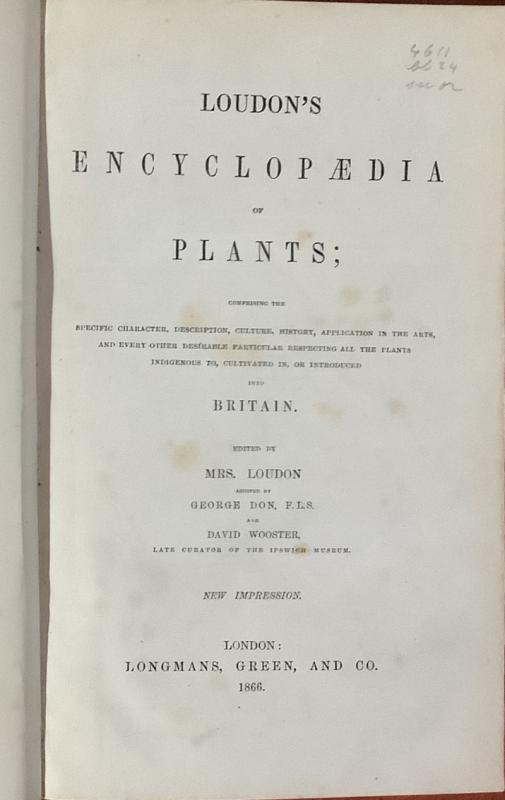 4611
bb 24
LOUDON'S
ENCYCLOPÆDIA
OF
PLANTS;
COMPRISING THE
SPECIFIC CHARACTER, DESCRIPTION, CULTURE, HISTORY, APPLICATION IN THE ARTS,
AND EVERY OTHER DESIRABLE PARTICULAR RESPECTING ALL THE PLANTS
INDIGENOUS TO, CULTIVATED IN, OR INTRODUCED
INTO
BRITAIN.
EDITED BY
MRS. LOUDON
ASSISTED BY
GEORGE DON, F.L.S.
AND
DAVID WOOSTER,
LATE CURATOR OF THE IPSWICH MUSEUM.
NEW IMPRESSION.
LONDON:
LONGMANS, GREEN, AND CO.
1866.